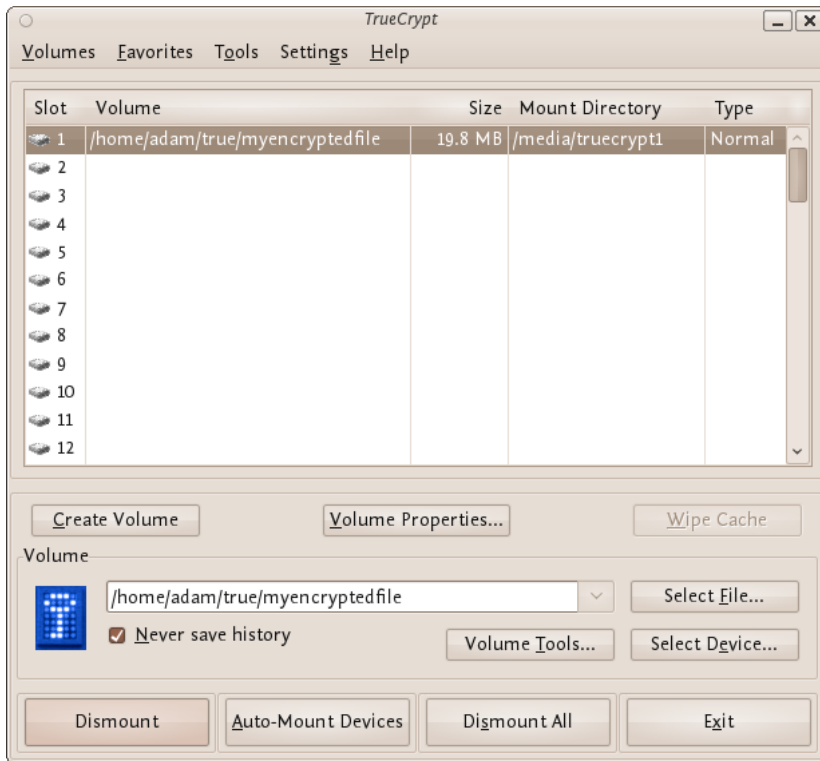 TrueCrypt
Volumes Favorites Tools Settings Help
Slot Volume Size Mount Directory Type
1 /home/adam/true/myencryptedfile 19.8 MB /media/truecrypt1 Normal
2
3
4
5
6
7
8
9
10
11
12
Create Volume Volume Properties... Wipe Cache
Volume
/home/adam/true/myencryptedfile Select File...
Never save history Volume Tools... Select Device...
Dismount Auto-Mount Devices Dismount All Exit